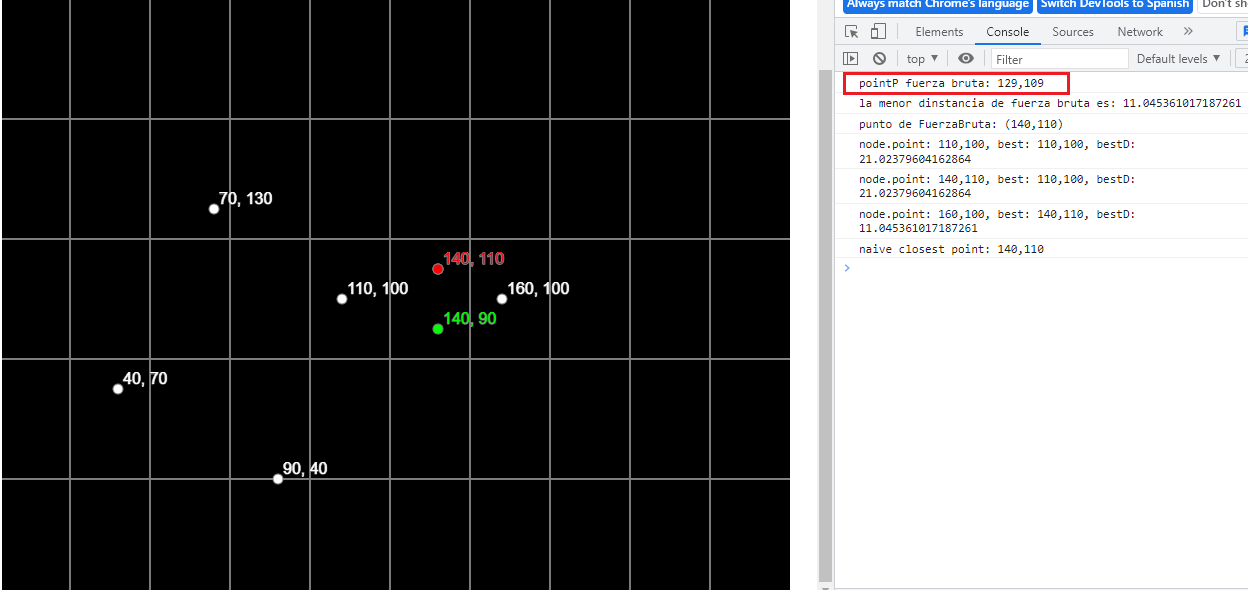 70, 130
140, 110
110, 100
160, 100
140, 90
40, 70
90, 40
Always match Chrome's language
Switch DevTools to Spanish
Elements
Console
Sources
Network
»
top ▼
Filter
Default levels ▼
pointP fuerza bruta: 129,109
la menor dinstancia de fuerza bruta es: 11.045361017187261
punto de FuerzaBruta: (140,110)
node.point: 110,100, best: 110,100, bestD:
21.02379604162864
node.point: 140,110, best: 110,100, bestD:
21.02379604162864
node.point: 160,100, best: 140,110, bestD:
11.045361017187261
naive closest point: 140,110
>